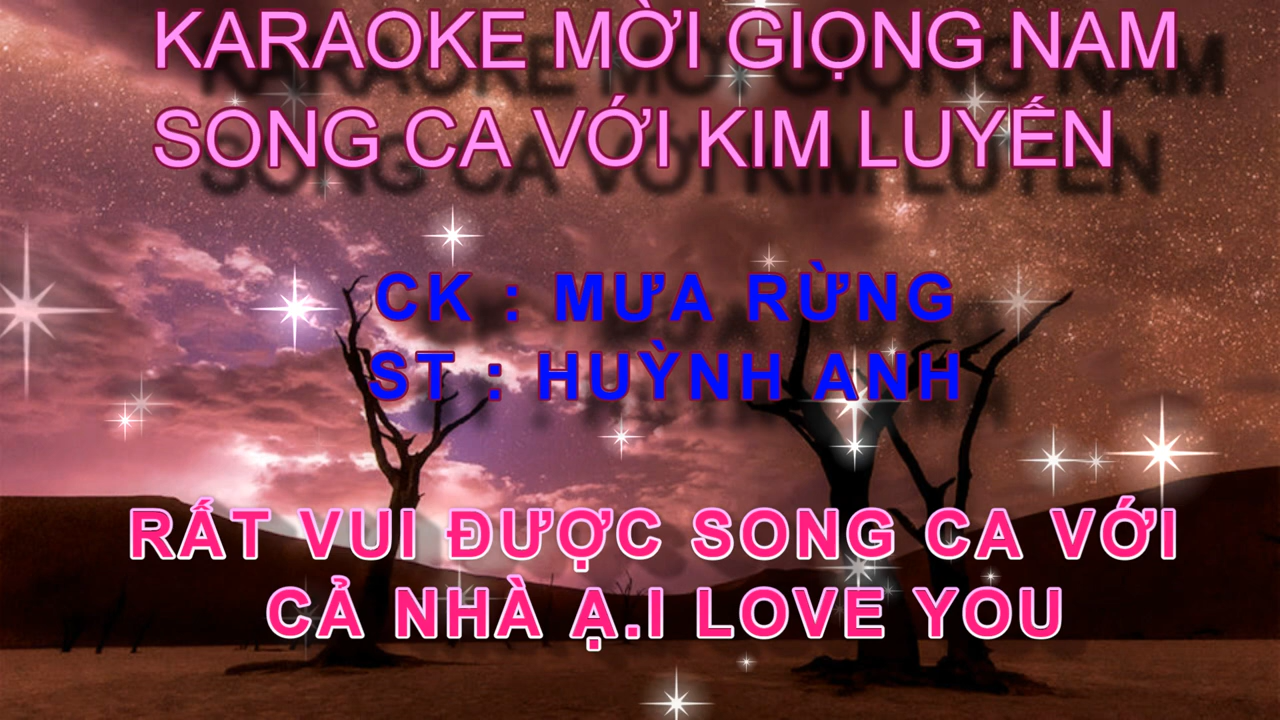 KARAOKE MỜI GIỌNG NAM
SONG CA VỚI KIM LUYẾN
CK : MƯA RỪNG
ST : HUỲNH ANH
RẤT VUI ĐƯỢC SONG CA VỚI
CẢ NHÀ Ạ.I LOVE YOU